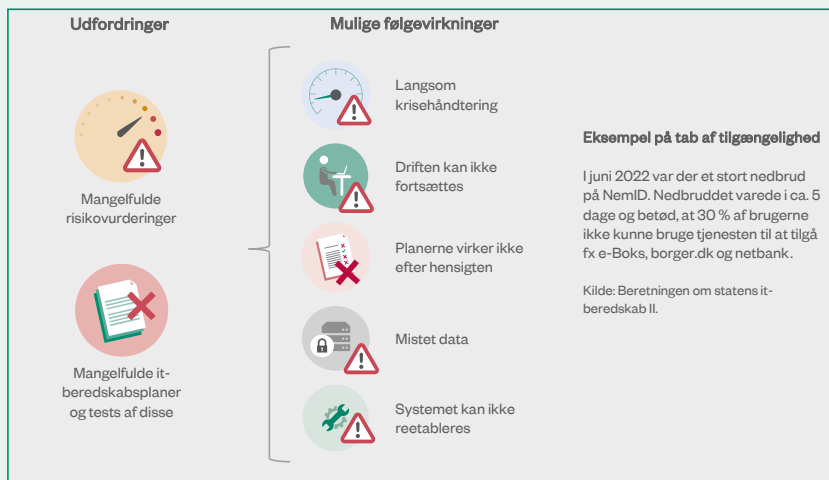 Udfordringer
Mangelfulde
risikovurderinger
Mangelfulde it-
beredskabsplaner
og tests af disse
Mulige følgevirkninger
Langsom
krisehåndtering
Driften kan ikke
fortsættes
Planerne virker ikke
efter hensigten
Mistet data
Systemet kan ikke
reetableres
Eksempel på tab af tilgængelighed
I juni 2022 var der et stort nedbrud
på NemID. Nedbruddet varede i ca. 5
dage og betød, at 30 % af brugerne
ikke kunne bruge tjenesten til at tilgå
fx e-Boks, borger.dk og netbank.
Kilde: Beretningen om statens it-
beredskab II.